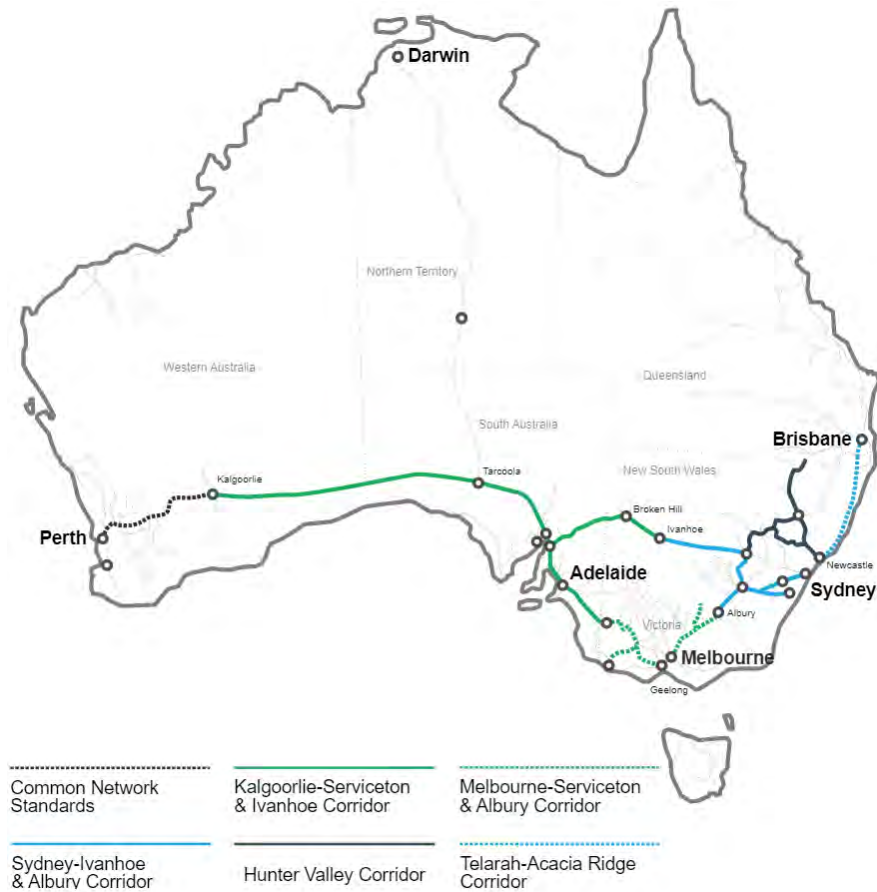 Darwin
Northern Territory
Western Australia
Queensland
South Australia
Brisbane
Kalgoorlie
Tarcoola
New South Wales
Broken Hill
Ivanhoe
Perth
Newcastle
Adelaide
Sydney
Albury
Victoria
Melbourne
Geelong
Common Network
Standards
Kalgoorlie-Serviceton
& Ivanhoe Corridor
Melbourne-Serviceton
& Albury Corridor
Sydney-Ivanhoe
& Albury Corridor
Hunter Valley Corridor
Telarah-Acacia Ridge
Corridor